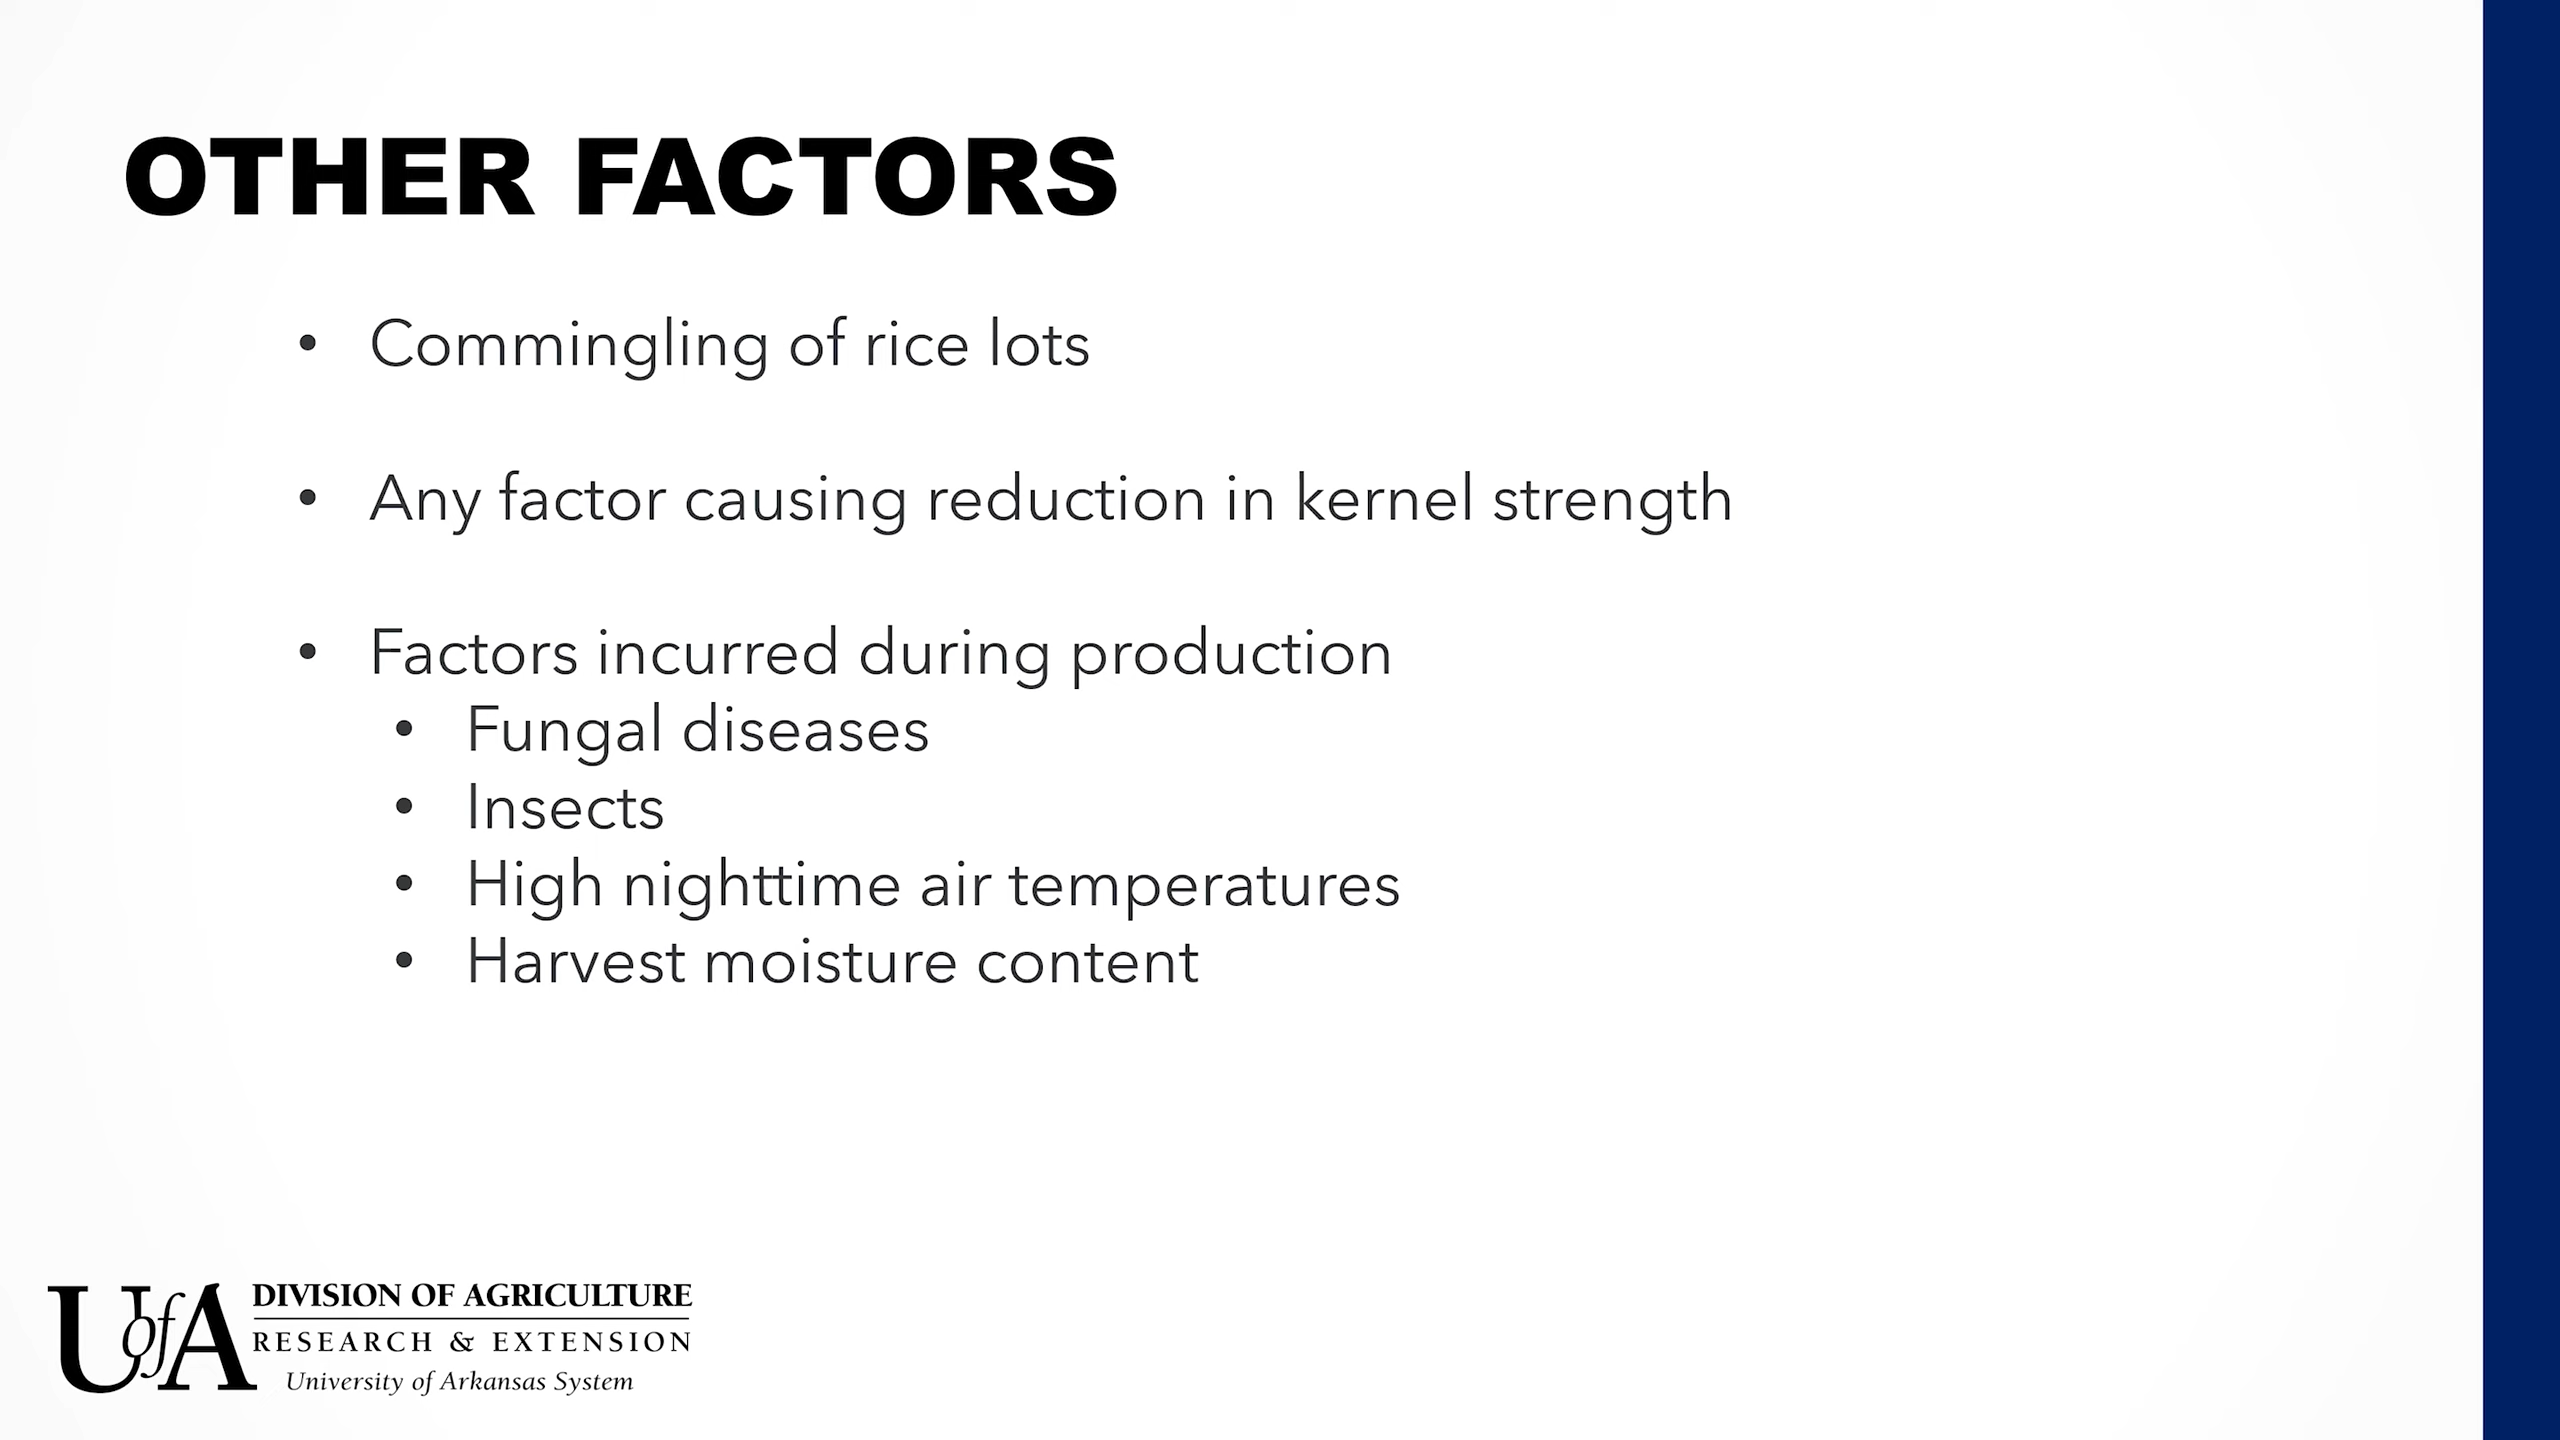 OTHER FACTORS
• Commingling of rice lots
• Any factor causing reduction in kernel strength
• Factors incurred during production
• Fungal diseases
• Insects
• High nighttime air temperatures
• Harvest moisture content
UofA DIVISION OF AGRICULTURE
RESEARCH & EXTENSION
University of Arkansas System